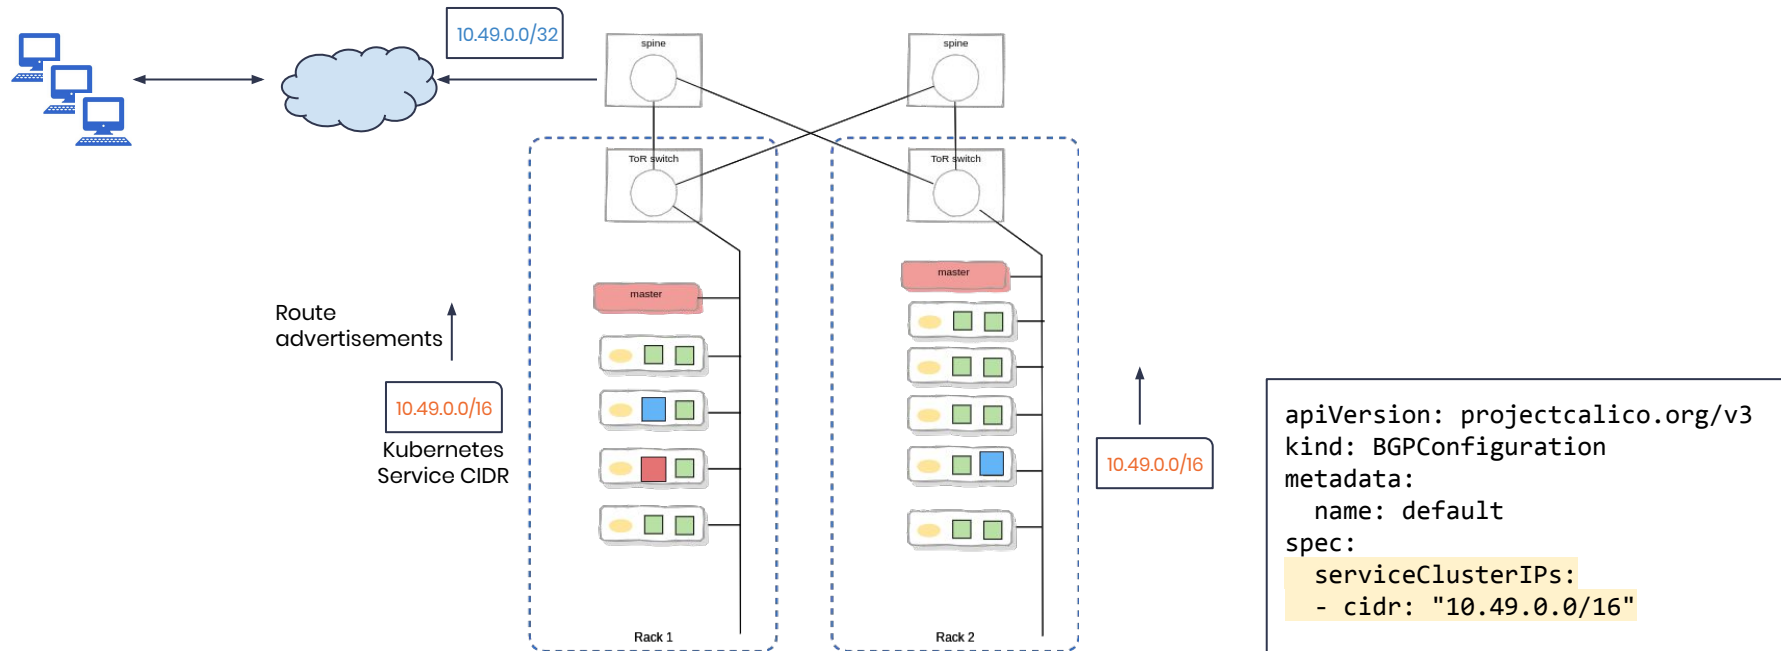 10.49.0.0/32
spine
spine
ToR switch
ToR switch
master
master
Route
advertisements
10.49.0.0/16
Kubernetes
Service CIDR
10.49.0.0/16
Rack 1
Rack 2
apiVersion: projectcalico.org/v3
kind: BGPConfiguration
metadata:
  name: default
spec:
  serviceClusterIPs:
  - cidr: "10.49.0.0/16"